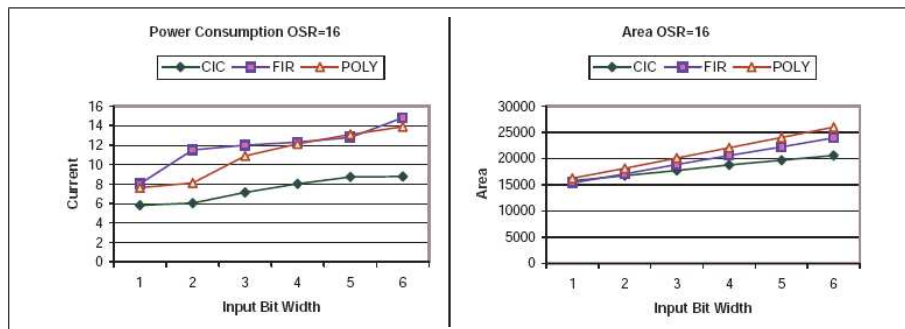 Power Consumption OSR=16
CIC FIR POLY
16
14
12
10
8
6
4
2
0
Current
1 2 3 4 5 6
Input Bit Width
Area OSR=16
CIC FIR POLY
30000
25000
20000
15000
10000
5000
0
Area
1 2 3 4 5 6
Input Bit Width